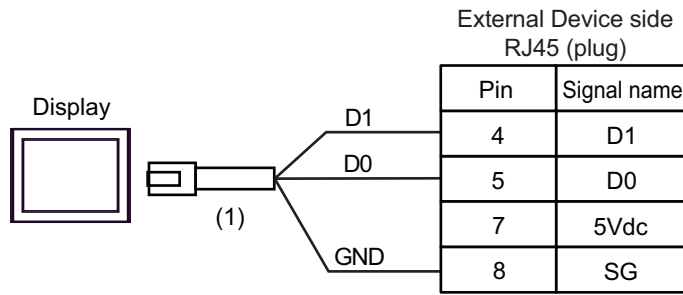 External Device side
RJ45 (plug)
Pin Signal name
Display
D1
4 D1
D0
5 D0
(1)
7 5Vdc
GND
8 SG